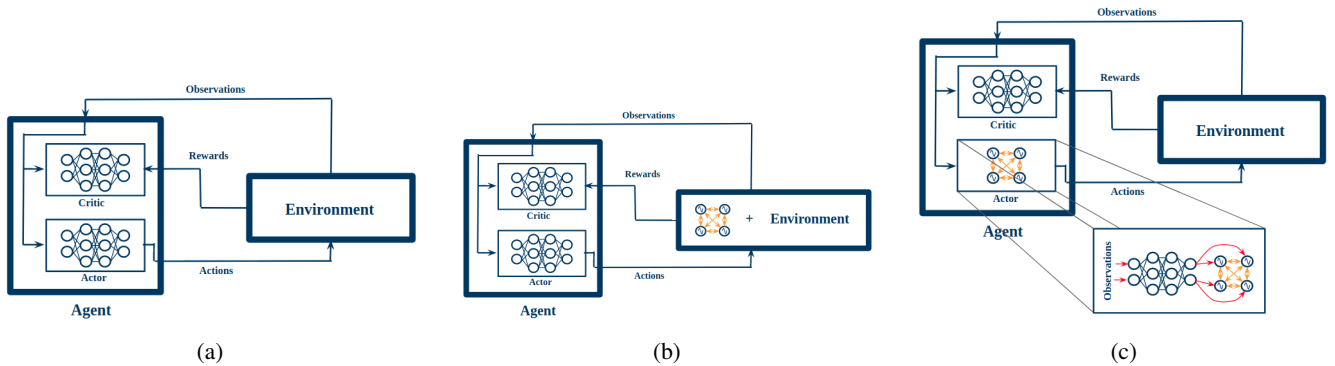 Observations
Rewards
Critic
Environment
Actor
Actions
Agent
(a)
Observations
Rewards
Critic
+ Environment
Actor
Actions
Agent
(b)
Observations
Rewards
Critic
Environment
Actor
Actions
Agent
Observations
(c)